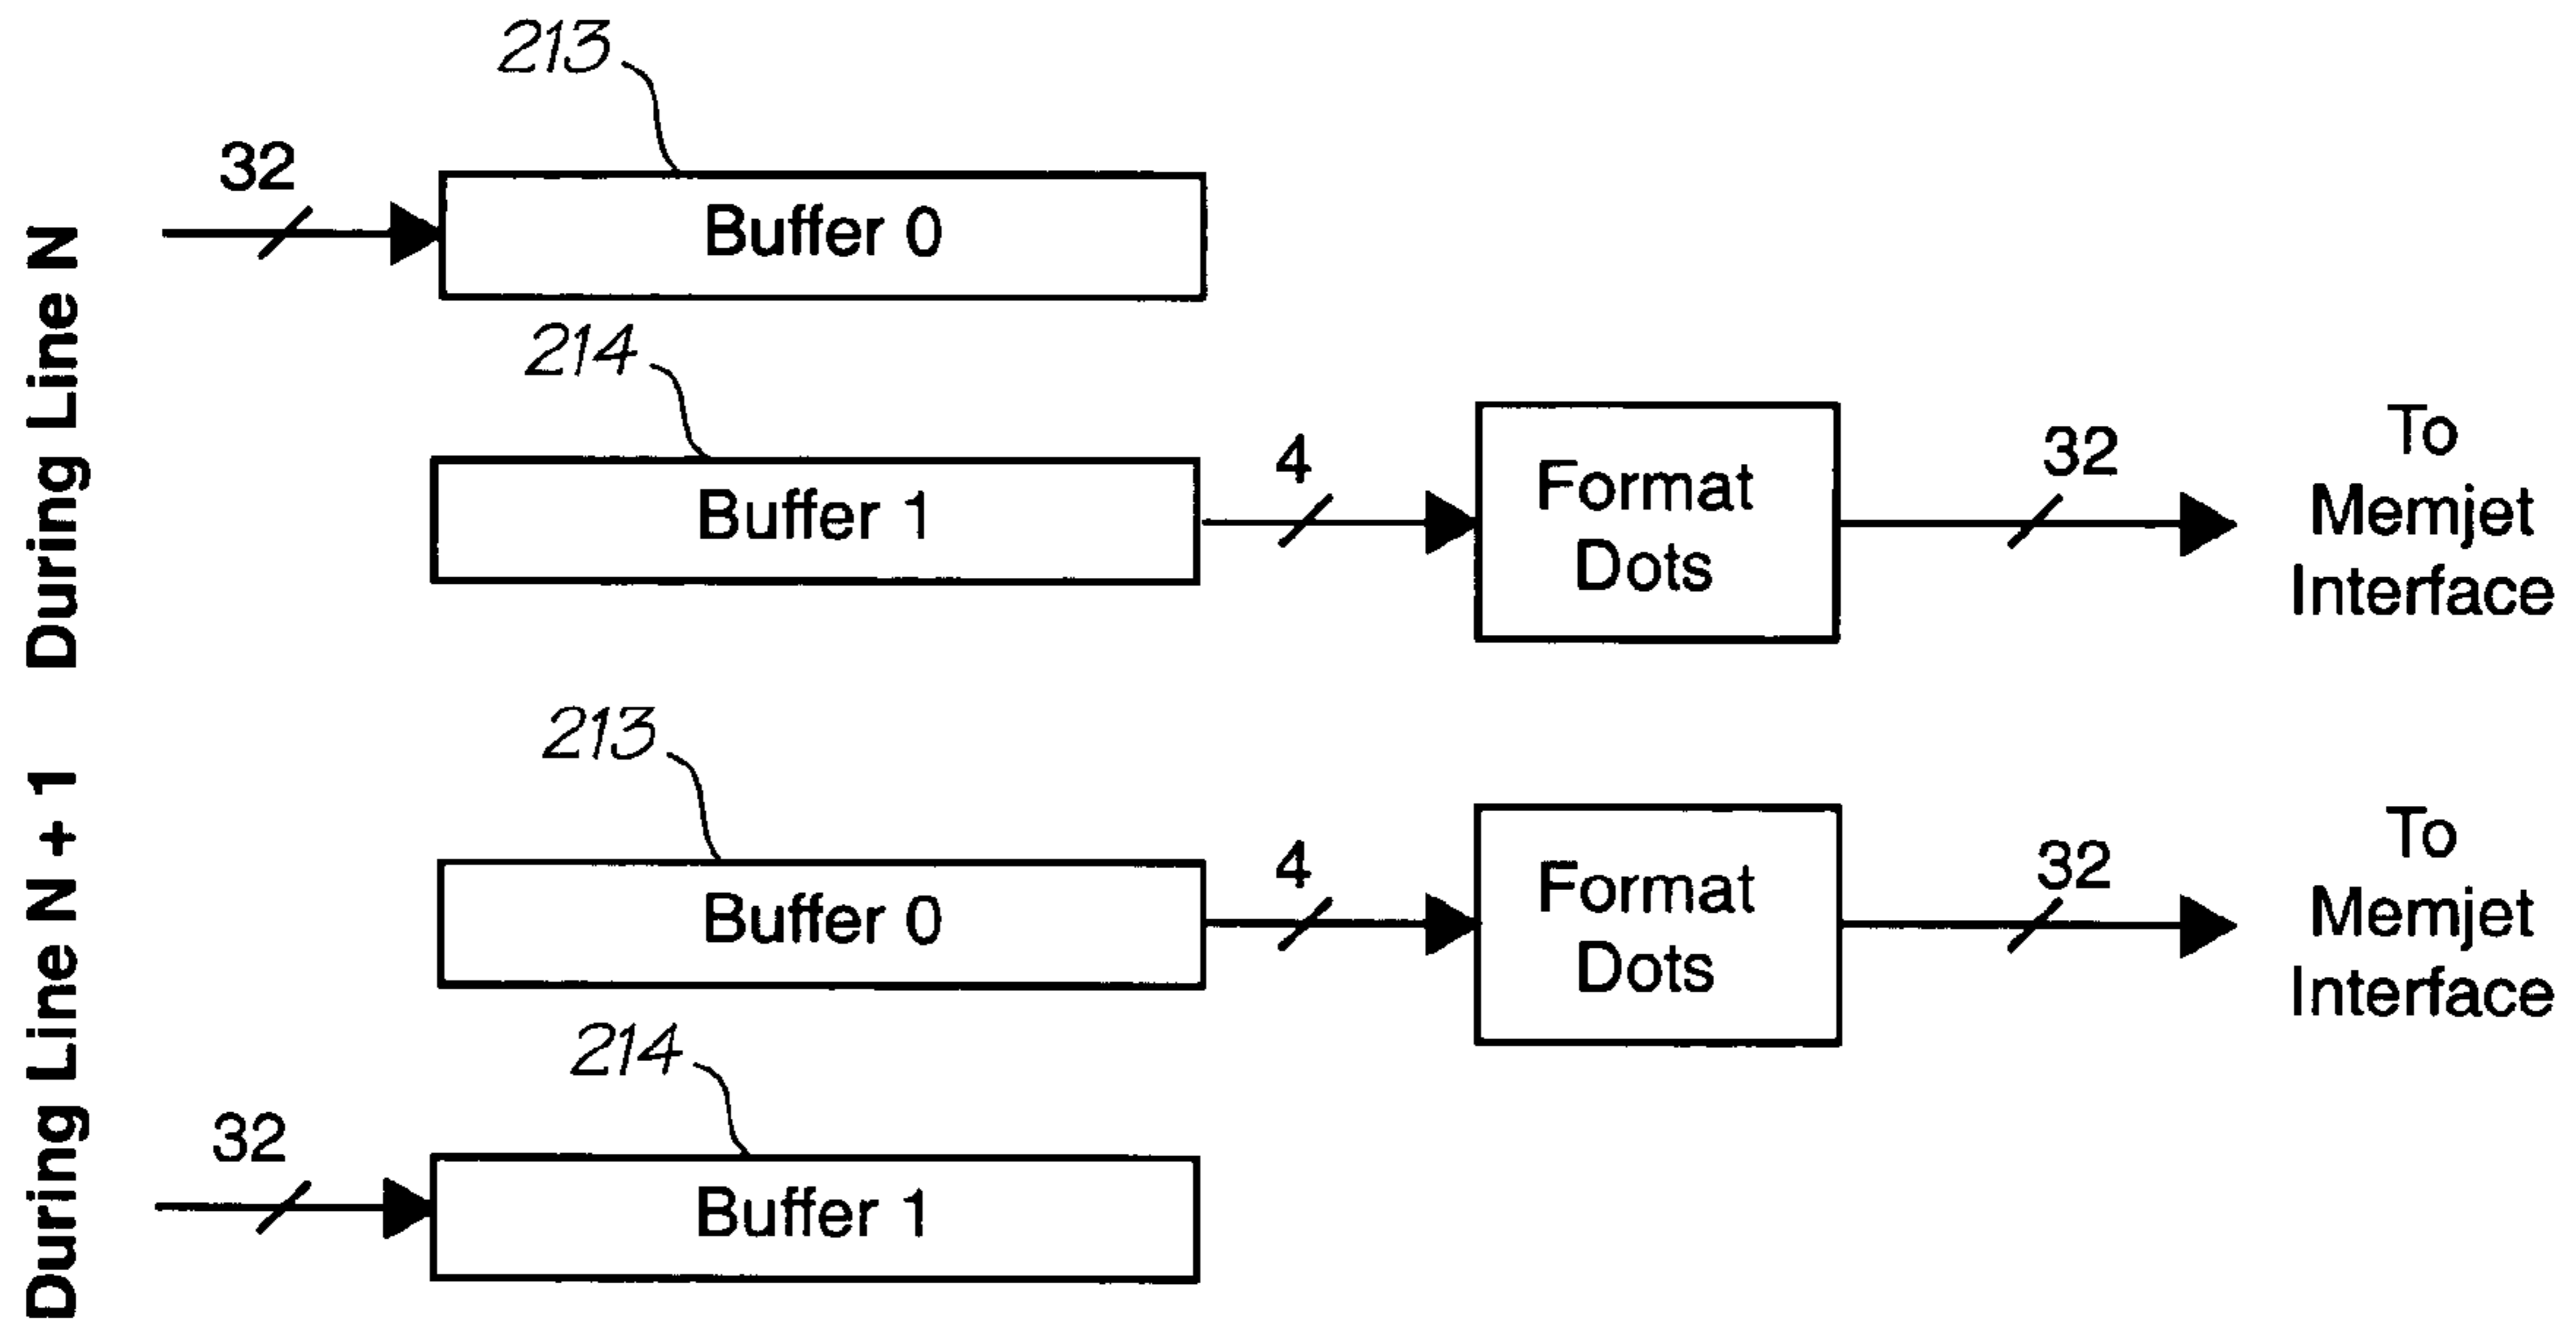 During Line N
213
32
Buffer 0
214
Buffer 1
4
Format
Dots
32
To
Memjet
Interface
During Line N + 1
213
Buffer 0
4
Format
Dots
32
To
Memjet
Interface
214
32
Buffer 1